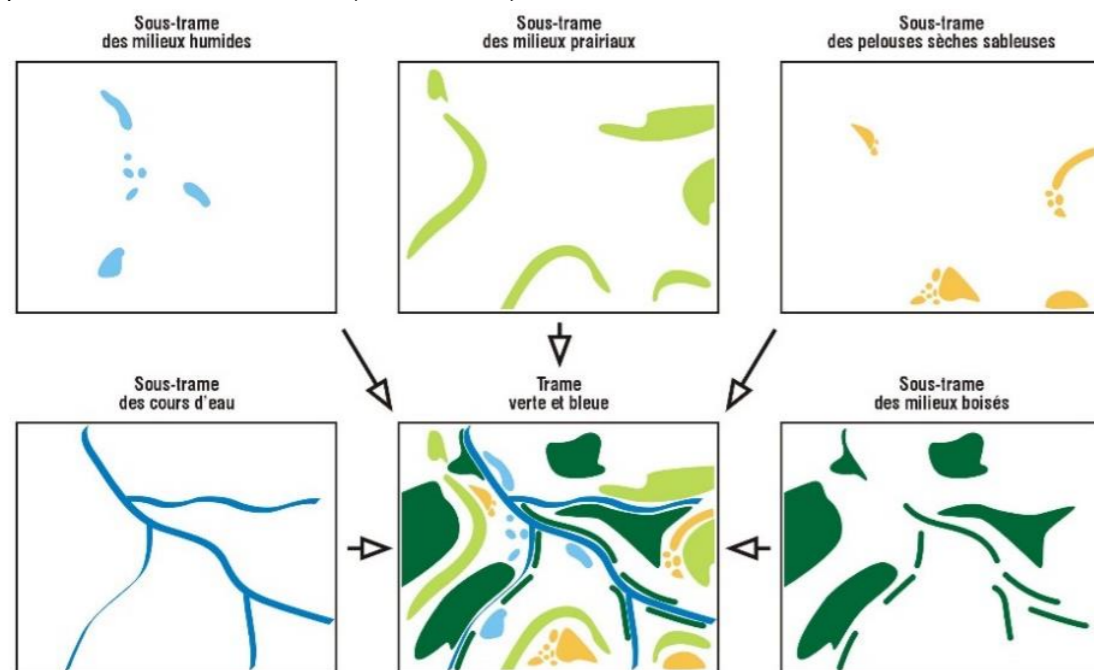 Sous-trame
des milieux humides
Sous-trame
des milieux prairiaux
Sous-trame
des pelouses sèches sableuses
Sous-trame
des cours d'eau
Trame
verte et bleue
Sous-trame
des milieux boisés